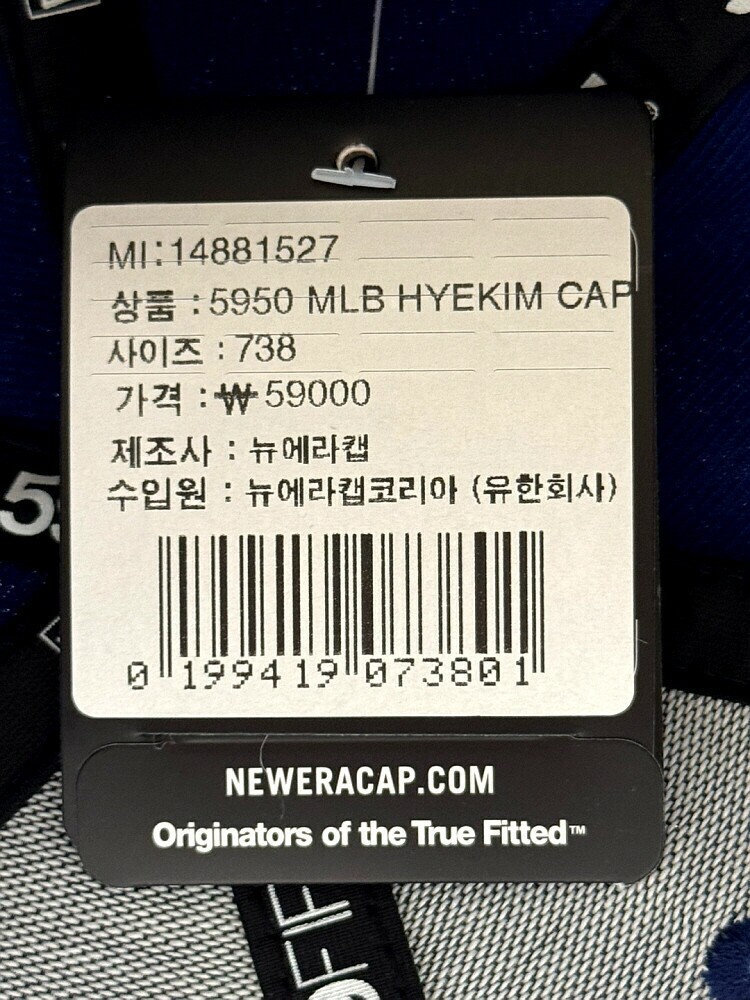 MI:14881527
상품 : 5950 MLB HYEKIM CAP
사이즈 : 738
가격 : ₩ 59000
제조사 : 뉴에라캡
수입원 : 뉴에라캡코리아 (유한회사)
0 199419 073801
NEWERACAP.COM
Originators of the True Fitted™